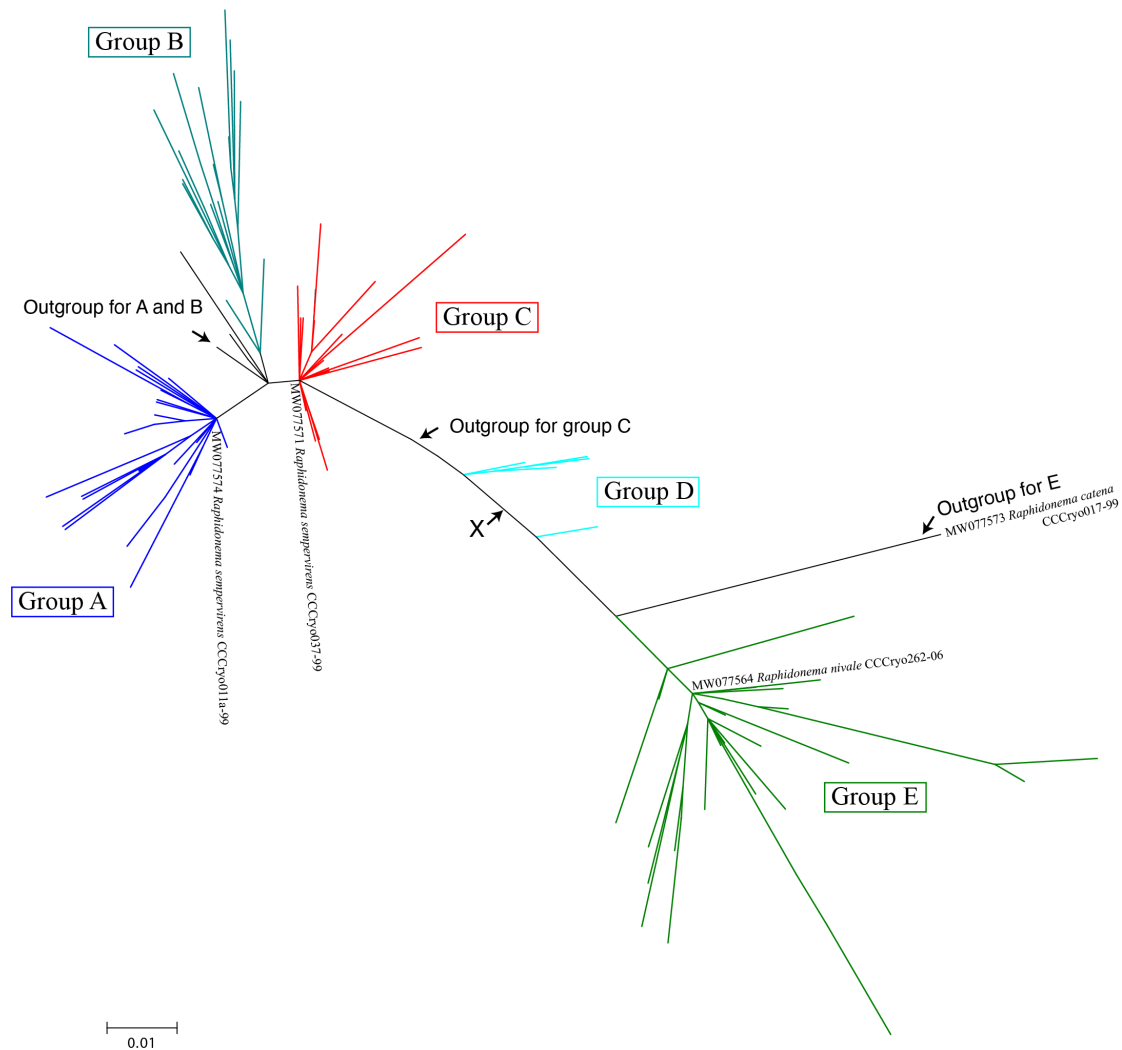 Group B
Outgroup for A and B
Group C
MW077571 Raphidonema sempervirens CCCryo037-99
MW077574 Raphidonema sempervirens CCCryo011a-99
Outgroup for group C
Group D
X
Outgroup for E
MW077573 Raphidonema catena
CCCryo017-99
Group A
MW077564 Raphidonema nivale CCCryo262-06
Group E
0.01